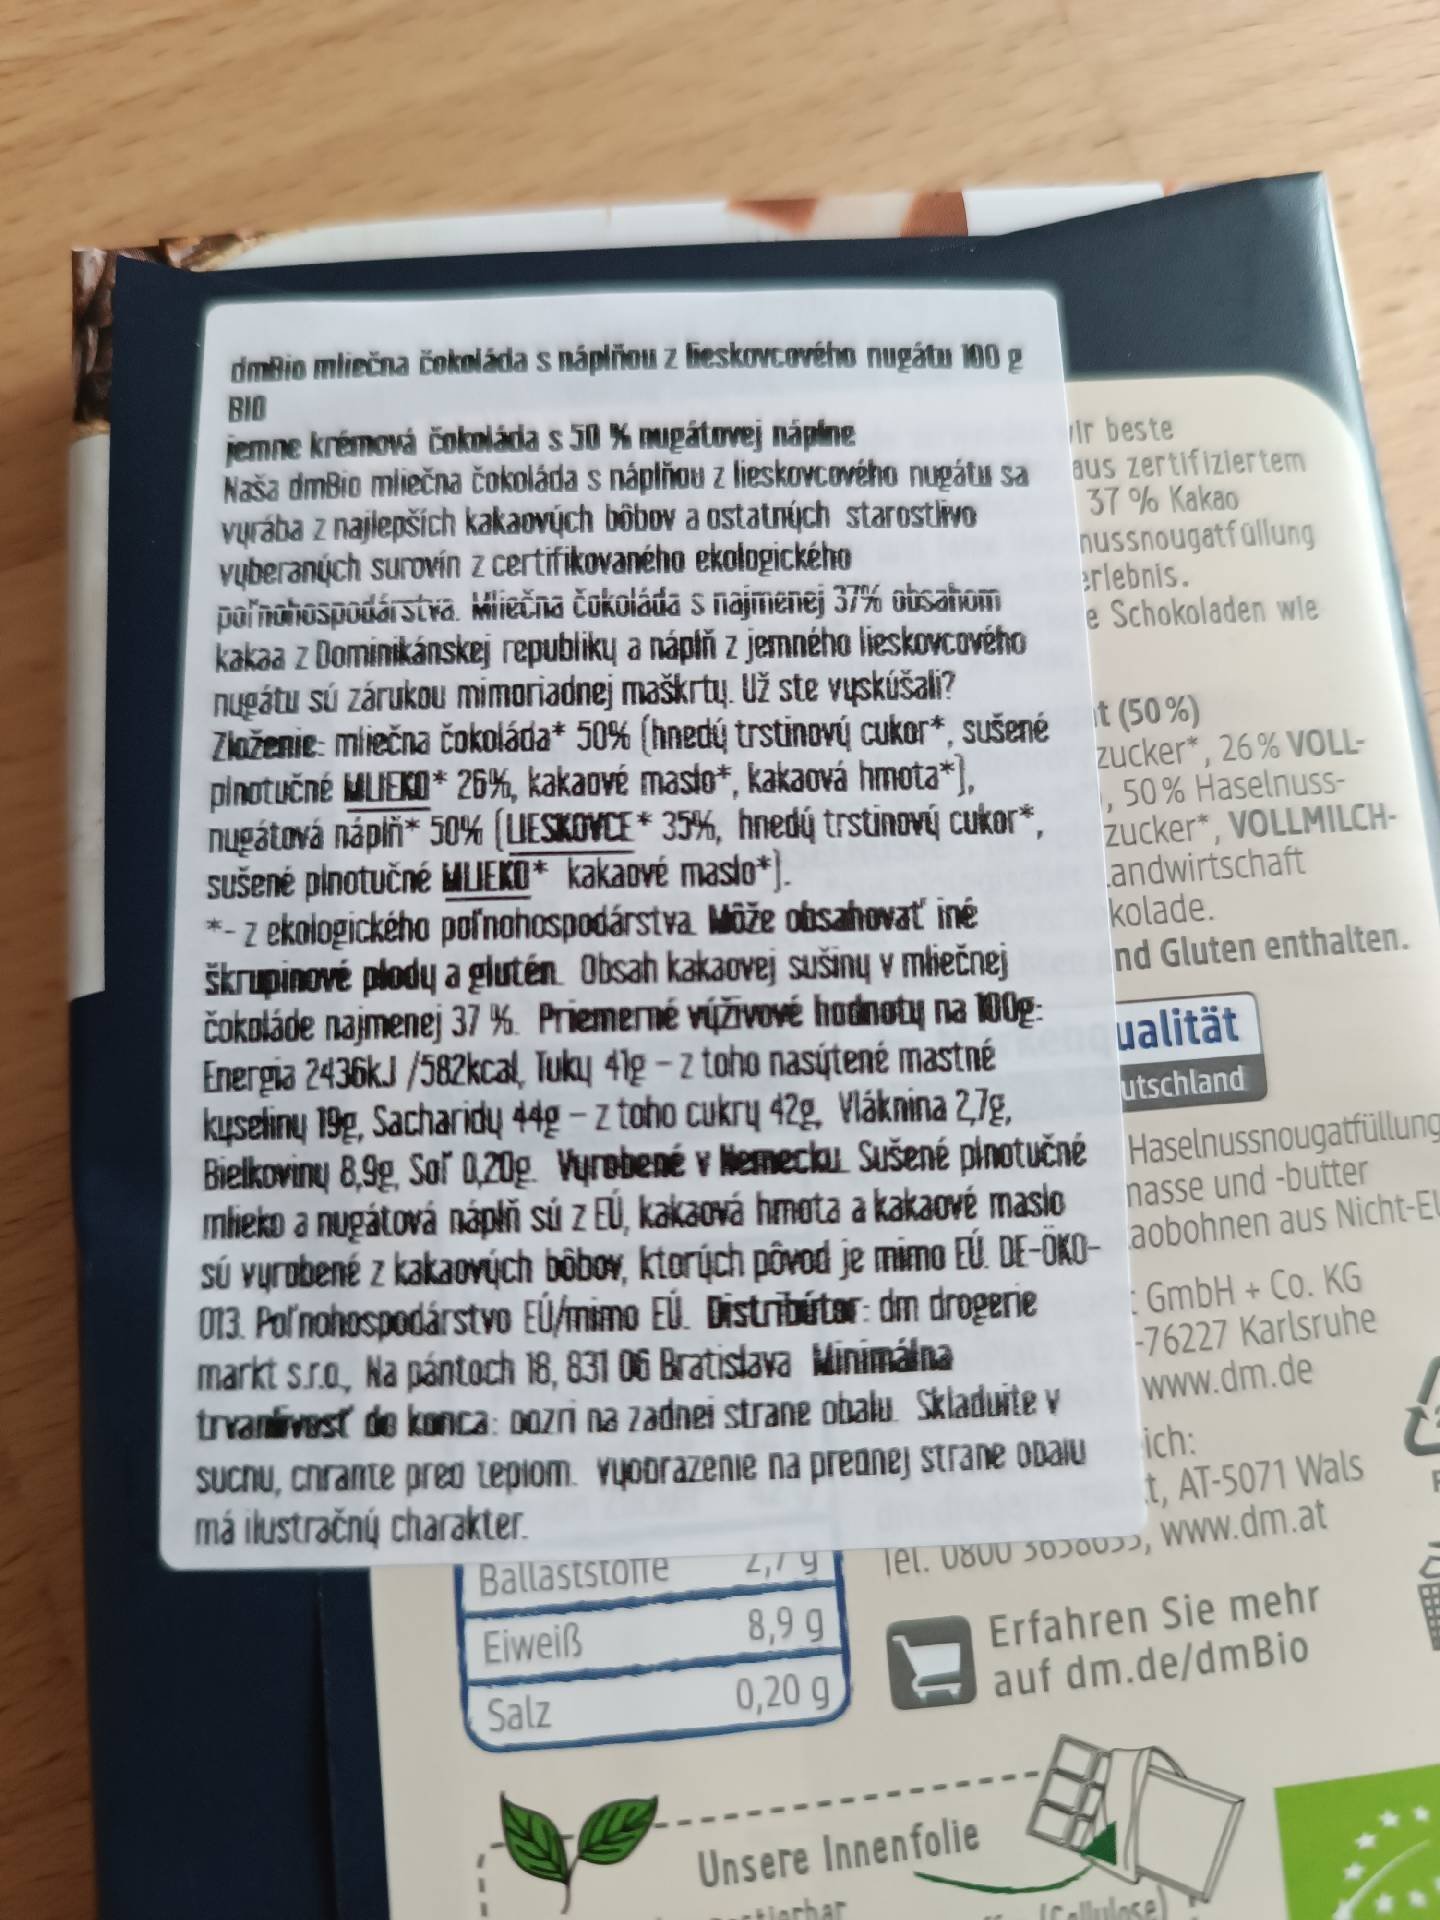 dmBio mliečna čokoláda s náplňou z lieskovcového nugátu 100 g
BIO
jemne krémová čokoláda s 50 % nugátovej náplne
Naša dmBio mliečna čokoláda s náplňou z lieskovcového nugátu sa
vyrába z najlepších kakaových bôbov a ostatných starostlivo
vyberaných surovín z certifikovaného ekologického
poľnohospodárstva. Mliečna čokoláda s najmenej 37% obsahom
kakaa z Dominikánskej republiky a náplň z jemného lieskovcového
nugátu sú zárukou mimoriadnej maškrty. Už ste vyskúšali?
Zloženie: mliečna čokoláda* 50% (hnedý trstinový cukor*, sušené
plnotučné MLIEKO* 26%, kakaové maslo*, kakaová hmota*),
nugátová náplň* 50% (LIESKOVCE* 35%, hnedý trstinový cukor*,
sušené plnotučné MLIEKO* kakaové maslo*).
*- z ekologického poľnohospodárstva. Môže obsahovať iné
škrupinové plody a glutén. Obsah kakaovej sušiny v mliečnej
čokoláde najmenej 37 %. Priemerné výživové hodnoty na 100g:
Energia 2436kJ /582kcal, Tuky 41g – z toho nasýtené mastné
kyseliny 19g, Sacharidy 44g – z toho cukry 42g, Vláknina 2,7g,
Bielkoviny 8,9g, Soľ 0,20g. Vyrobené v Nemecku. Sušené plnotučné
mlieko a nugátová náplň sú z EÚ, kakaová hmota a kakaové maslo
sú vyrobené z kakaových bôbov, ktorých pôvod je mimo EÚ. DE-ÖKO-
013. Poľnohospodárstvo EÚ/mimo EÚ. Distribútor: dm drogerie
markt s.r.o., Na pántoch 18, 831 06 Bratislava Minimálna
trvanlivosť do konca: pozri na zadnej strane obalu. Skladujte v
suchu, chráňte pred teplom. Vyobrazenie na prednej strane obalu
má ilustračný charakter.
wir beste
aus zertifiziertem
37 % Kakao
nussnougatfüllung
erlebnis.
e Schokoladen wie
t (50 %)
zucker*, 26 % VOLL-
, 50 % Haselnuss-
zucker*, VOLLMILCH-
Landwirtschaft
kolade.
nd Gluten enthalten.
ualität
utschland
Haselnussnougatfüllung
masse und -butter
aobohnen aus Nicht-EU
GmbH + Co. KG
-76227 Karlsruhe
www.dm.de
ich:
t, AT-5071 Wals
Tel. 0800 3658633, www.dm.at
Ballaststoffe 2,7 g
Eiweiß 8,9 g
Salz 0,20 g
Erfahren Sie mehr
auf dm.de/dmBio
Unsere Innenfolie
(Cellulose)